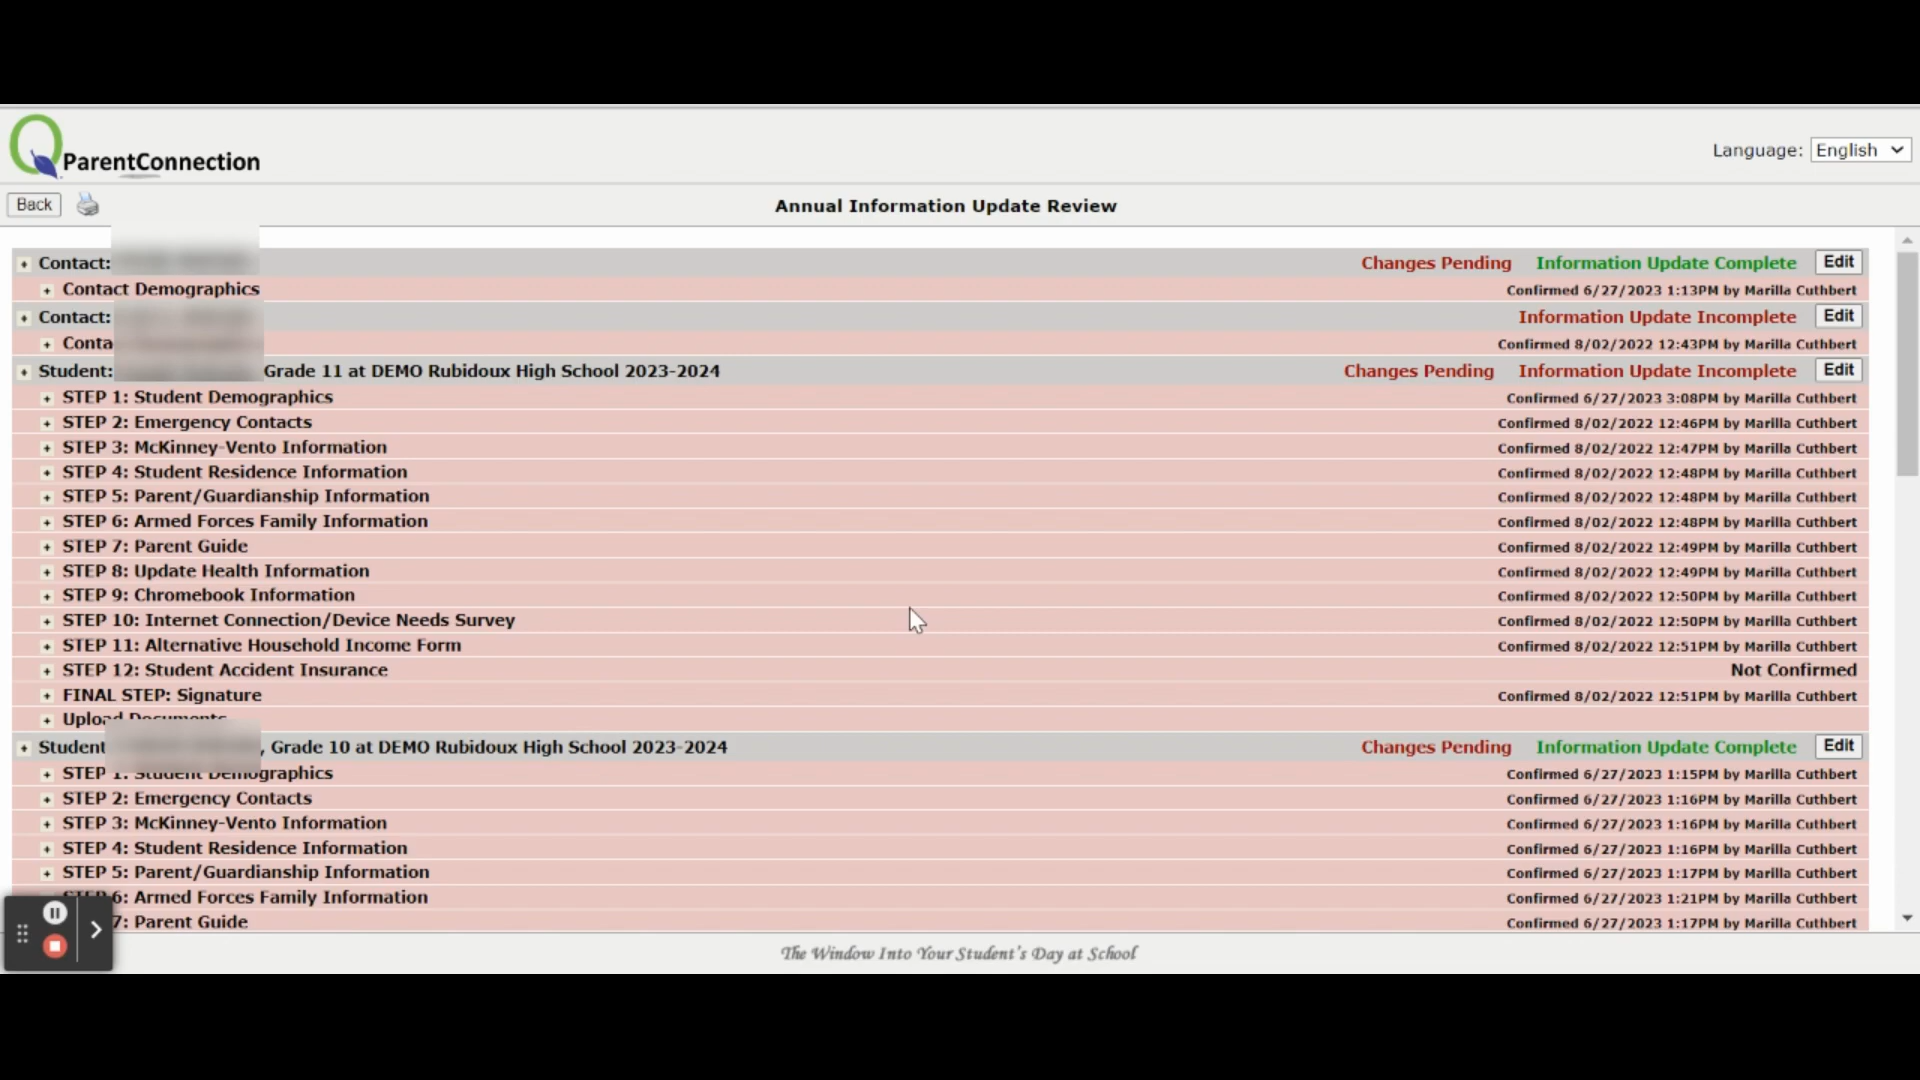 ParentConnection
Language: English
Back
Annual Information Update Review
Contact: Changes Pending Information Update Complete Edit
Contact Demographics Confirmed 6/27/2023 1:13PM by Marilla Cuthbert
Contact: Information Update Incomplete Edit
Conta Confirmed 8/02/2022 12:43PM by Marilla Cuthbert
Student: Grade 11 at DEMO Rubidoux High School 2023-2024 Changes Pending Information Update Incomplete Edit
STEP 1: Student Demographics Confirmed 6/27/2023 3:08PM by Marilla Cuthbert
STEP 2: Emergency Contacts Confirmed 8/02/2022 12:46PM by Marilla Cuthbert
STEP 3: McKinney-Vento Information Confirmed 8/02/2022 12:47PM by Marilla Cuthbert
STEP 4: Student Residence Information Confirmed 8/02/2022 12:48PM by Marilla Cuthbert
STEP 5: Parent/Guardianship Information Confirmed 8/02/2022 12:48PM by Marilla Cuthbert
STEP 6: Armed Forces Family Information Confirmed 8/02/2022 12:48PM by Marilla Cuthbert
STEP 7: Parent Guide Confirmed 8/02/2022 12:49PM by Marilla Cuthbert
STEP 8: Update Health Information Confirmed 8/02/2022 12:49PM by Marilla Cuthbert
STEP 9: Chromebook Information Confirmed 8/02/2022 12:50PM by Marilla Cuthbert
STEP 10: Internet Connection/Device Needs Survey Confirmed 8/02/2022 12:50PM by Marilla Cuthbert
STEP 11: Alternative Household Income Form Confirmed 8/02/2022 12:51PM by Marilla Cuthbert
STEP 12: Student Accident Insurance Not Confirmed
FINAL STEP: Signature Confirmed 8/02/2022 12:51PM by Marilla Cuthbert
Upload Documents
Student , Grade 10 at DEMO Rubidoux High School 2023-2024 Changes Pending Information Update Complete Edit
STEP 1: Student Demographics Confirmed 6/27/2023 1:15PM by Marilla Cuthbert
STEP 2: Emergency Contacts Confirmed 6/27/2023 1:16PM by Marilla Cuthbert
STEP 3: McKinney-Vento Information Confirmed 6/27/2023 1:16PM by Marilla Cuthbert
STEP 4: Student Residence Information Confirmed 6/27/2023 1:16PM by Marilla Cuthbert
STEP 5: Parent/Guardianship Information Confirmed 6/27/2023 1:17PM by Marilla Cuthbert
STEP 6: Armed Forces Family Information Confirmed 6/27/2023 1:21PM by Marilla Cuthbert
7: Parent Guide Confirmed 6/27/2023 1:17PM by Marilla Cuthbert
The Window Into Your Student's Day at School